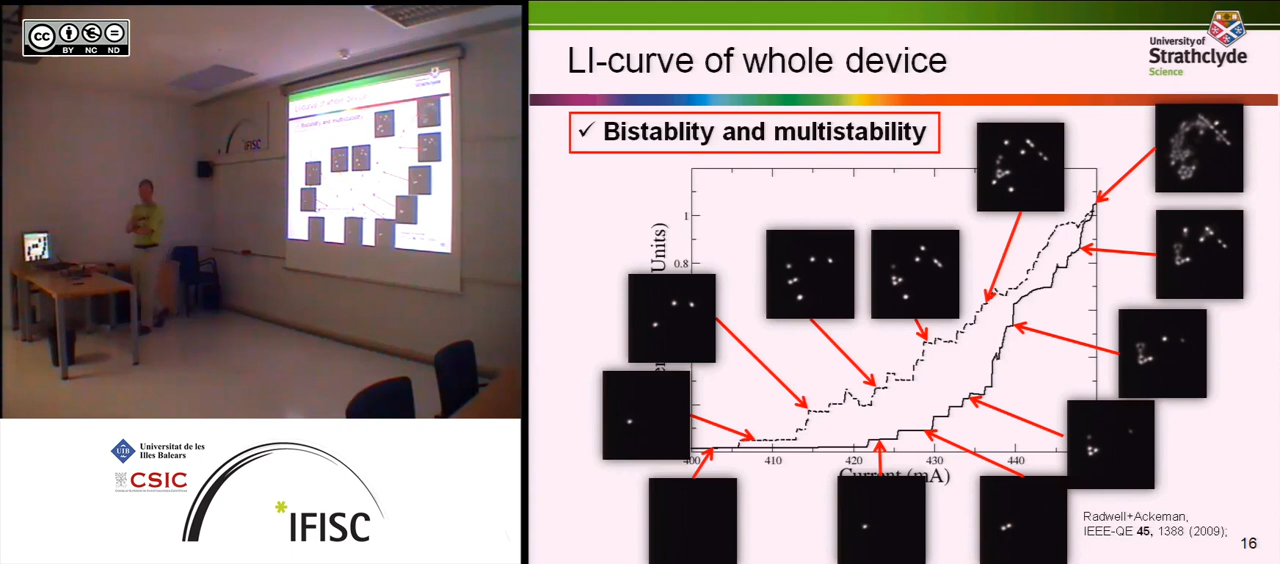 cc
BY NC ND
IFISC
LI-curve of whole device
University of
Strathclyde
Science
✓ Bistablity and multistability
Units)
1
0.8
400
410
420
430
440
Current (mA)
Radwell+Ackeman,
IEEE-QE 45, 1388 (2009);
16
UIB
Universitat de les
Illes Balears
CSIC
*IFISC